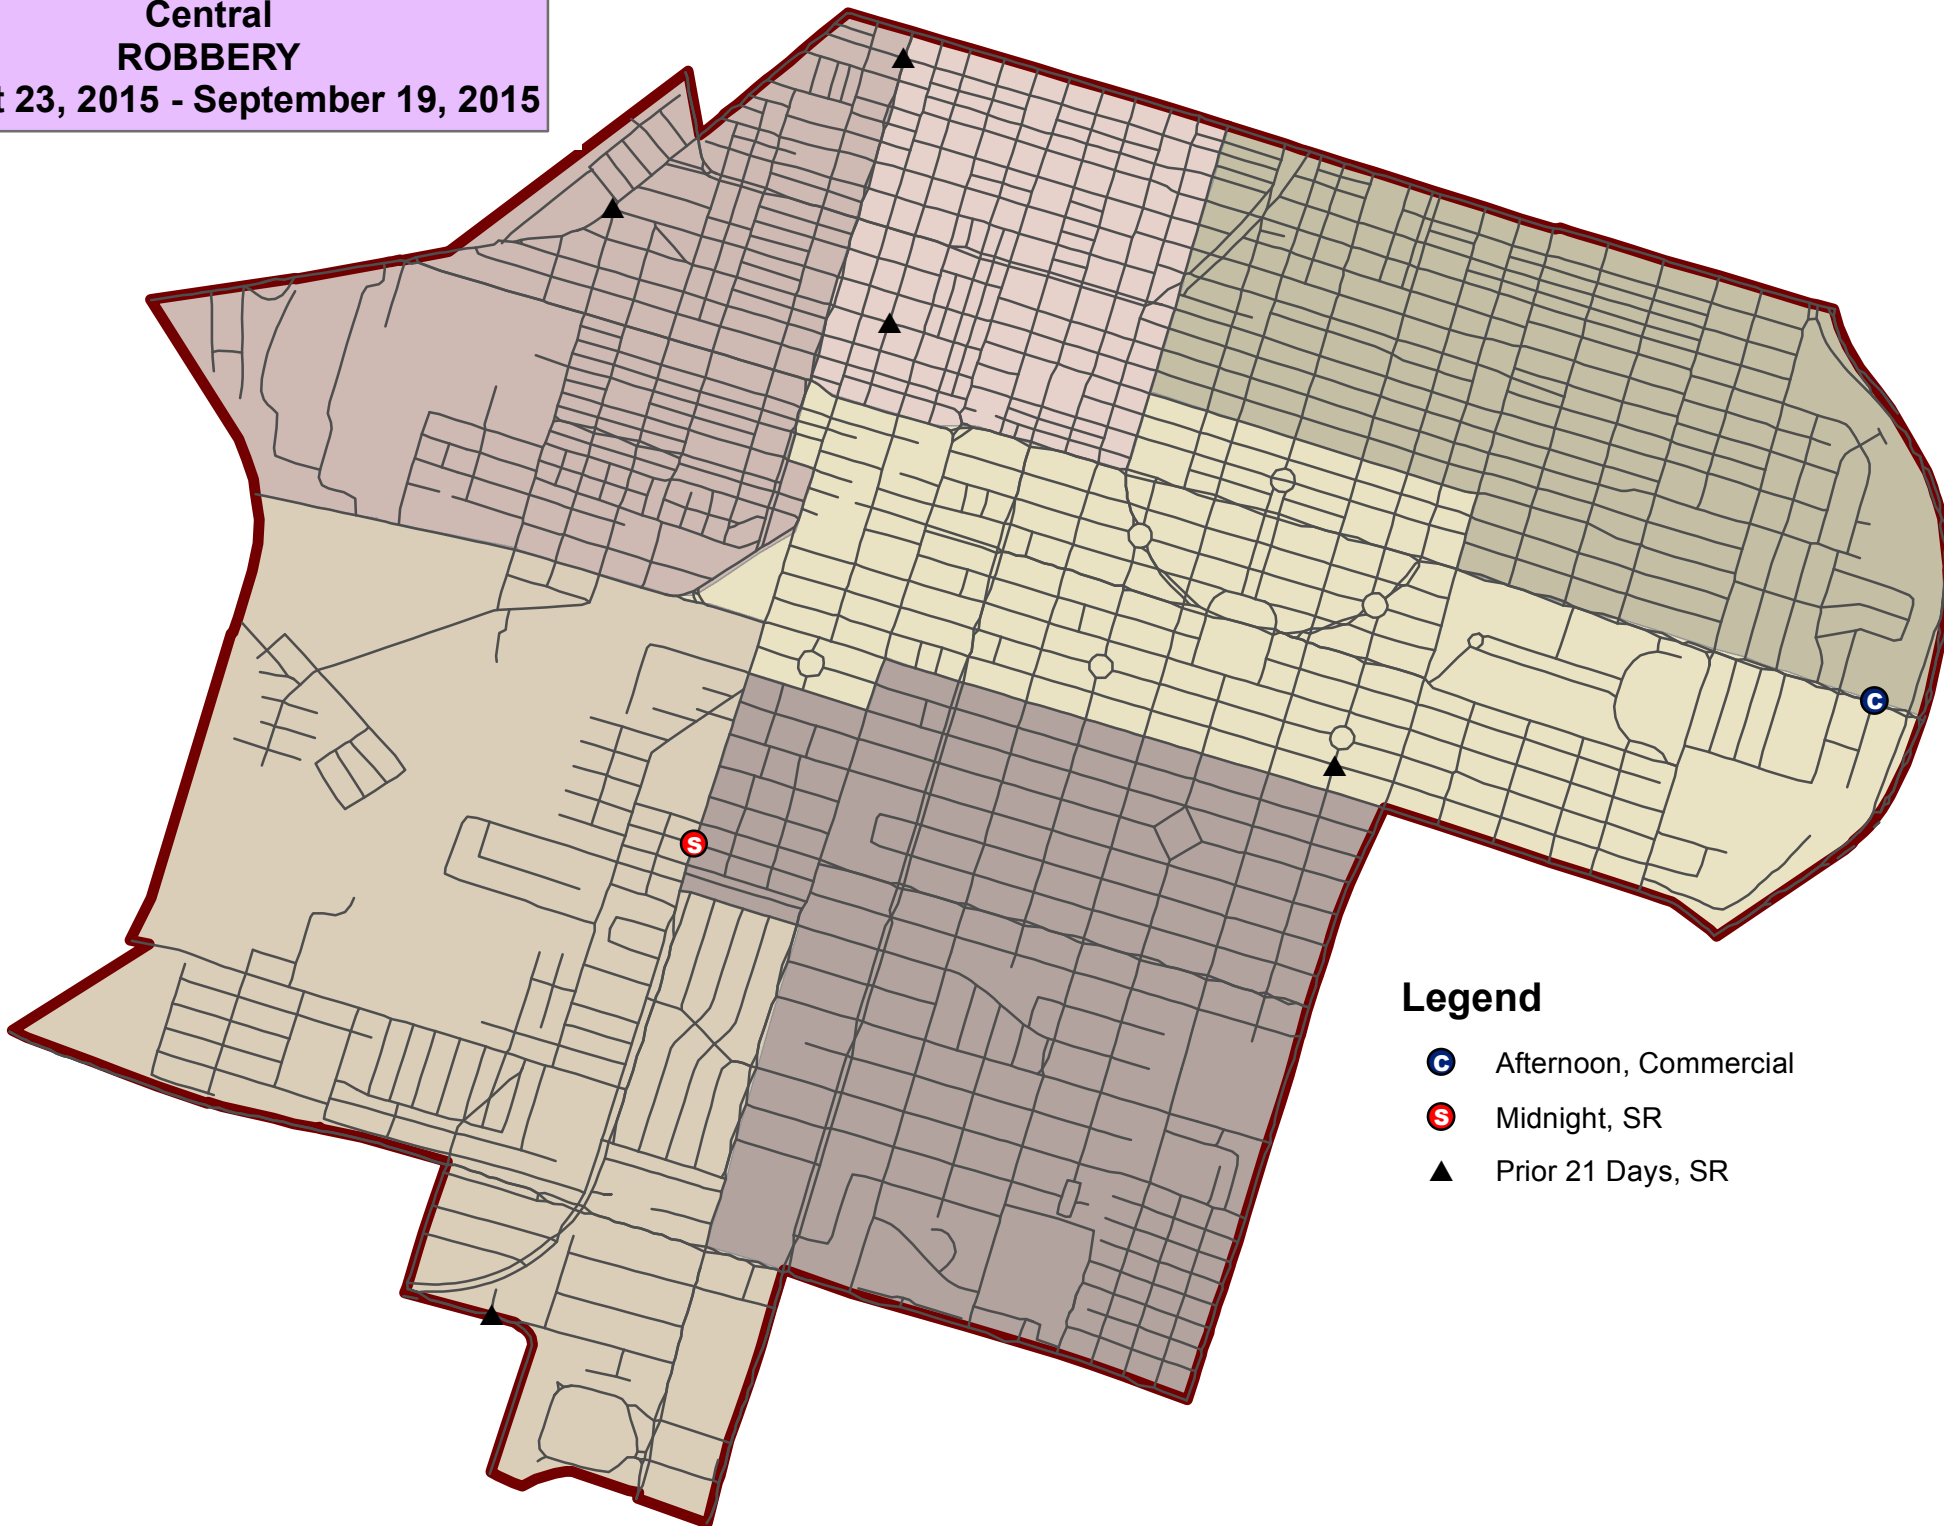 Central
ROBBERY
23, 2015 - September 19, 2015
C
S
Legend
C Afternoon, Commercial
S Midnight, SR
Prior 21 Days, SR